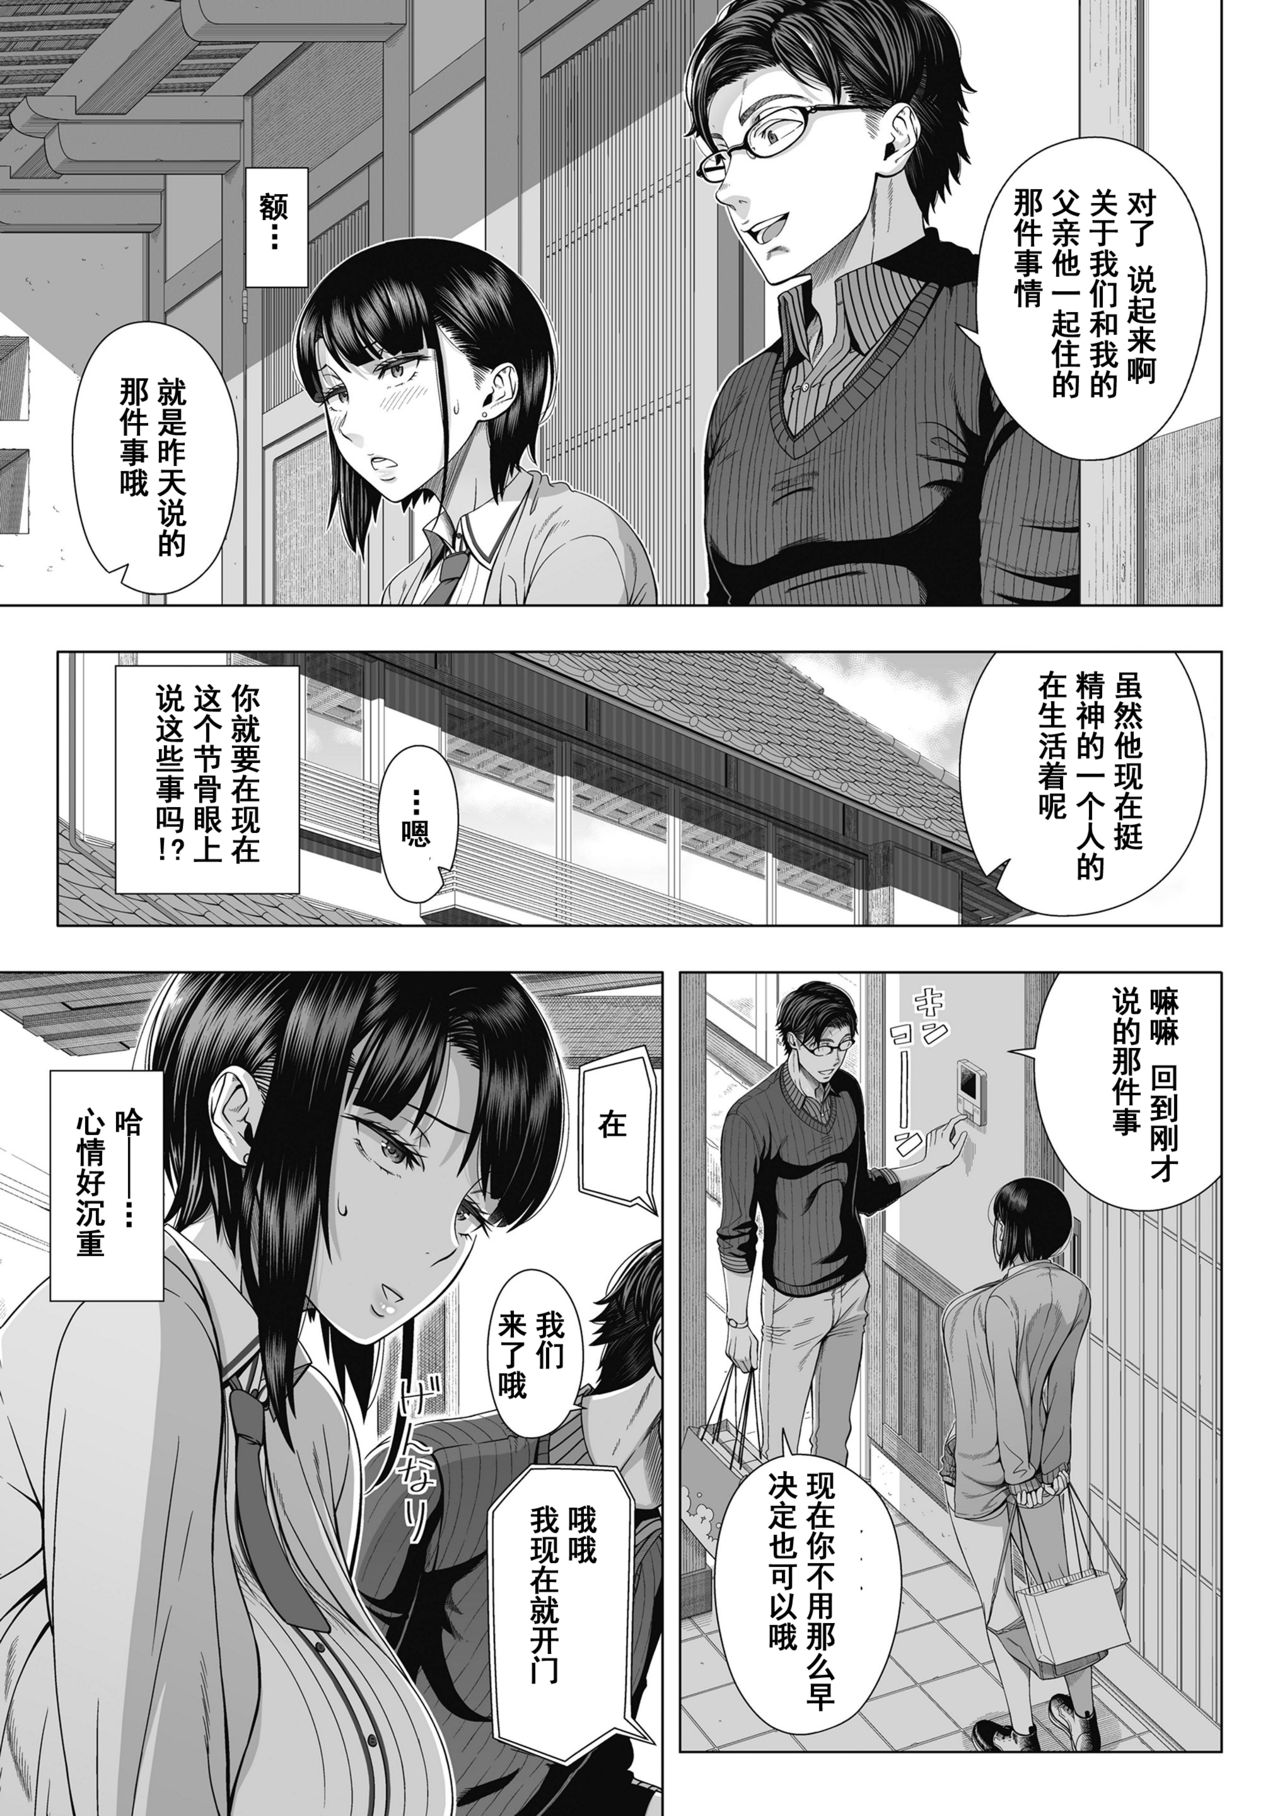 对了 说起来啊
关于我们和我的
父亲他一起住的
那件事情
额…
就是昨天说的
那件事哦
虽然他现在挺
精神的一个人的
在生活着呢
…嗯
你就要在现在
这个节骨眼上
说这些事吗!?
嘛嘛 回到刚才
说的那件事
キン
コーーン
现在你不用那么早
决定也可以哦
在
我们
来了哦
哦哦
我现在就开门
げんなり
哈——…
心情好沉重